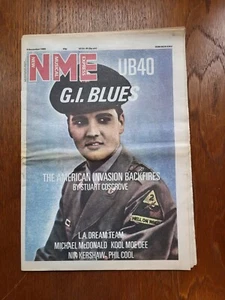 NME
UB40
G.I. BLUES
THE AMERICAN INVASION BACKFIRES
BY STUART COSGROVE
L.A. DREAM TEAM
MICHAEL McDONALD KOOL MOE DEE
NIK KERSHAW, PHIL COOL